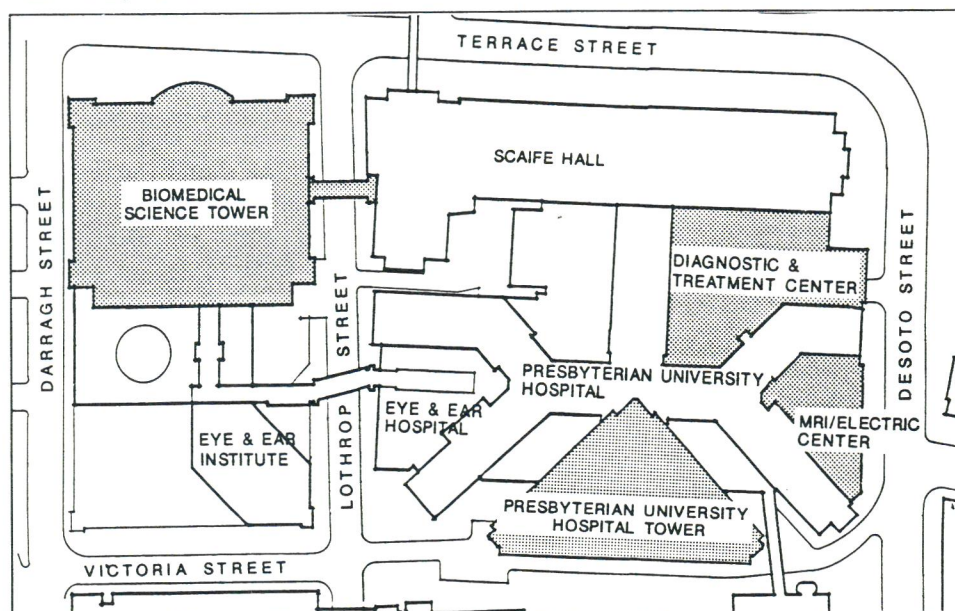 TERRACE STREET
SCAIFE HALL
BIOMEDICAL
SCIENCE TOWER
DARRAGH STREET
LOTHROP STREET
DIAGNOSTIC &
TREATMENT CENTER
DESOTO STREET
PRESBYTERIAN UNIVERSITY
HOSPITAL
EYE & EAR
HOSPITAL
MRI/ELECTRIC
CENTER
EYE & EAR
INSTITUTE
PRESBYTERIAN UNIVERSITY
HOSPITAL TOWER
VICTORIA STREET